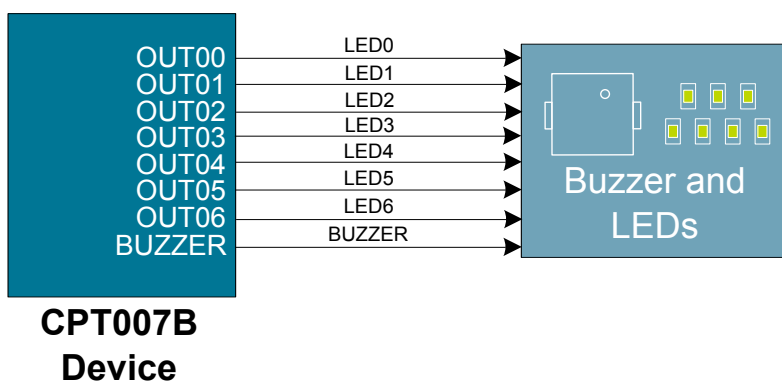 OUT00
OUT01
OUT02
OUT03
OUT04
OUT05
OUT06
BUZZER
LED0
LED1
LED2
LED3
LED4
LED5
LED6
BUZZER
Buzzer and
LEDs
CPT007B
Device